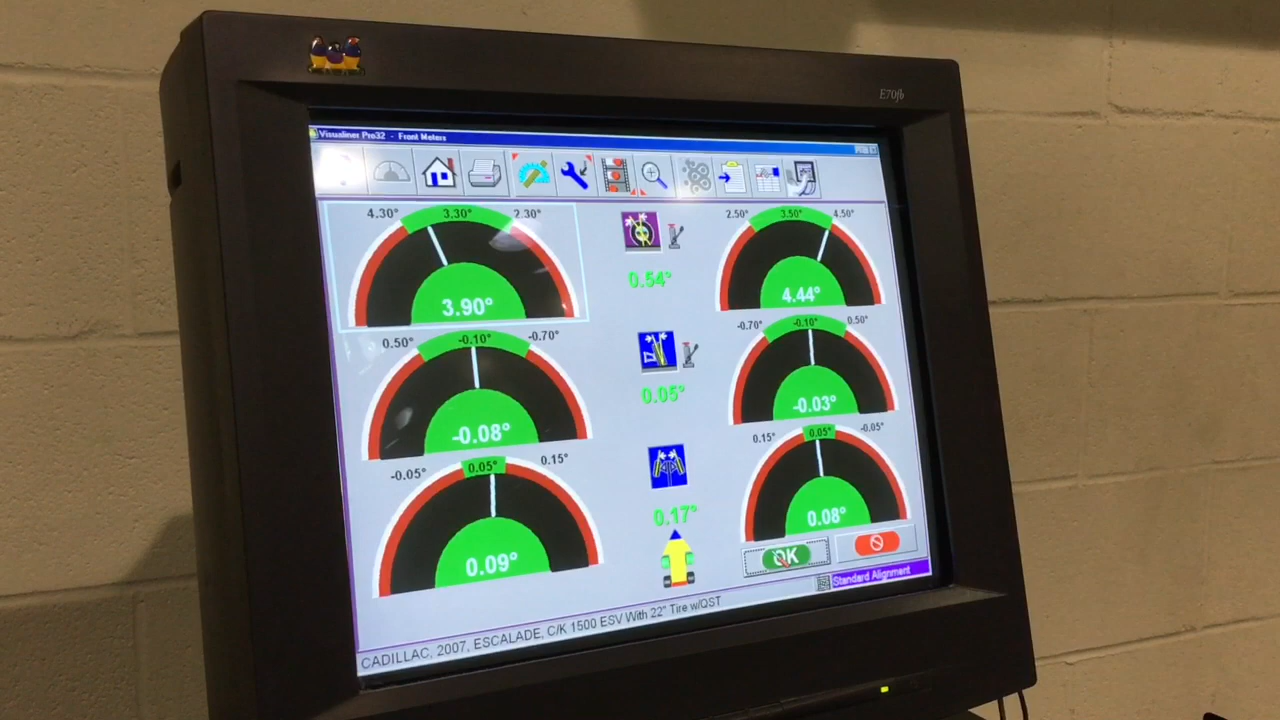 E70fb
Visualiner Pro32 - Front Meters
4.30° 3.30° 2.30°
3.90°
0.54°
2.50° 3.50° 4.50°
4.44°
0.50° -0.10° -0.70°
-0.08°
0.05°
-0.70° -0.10° 0.50°
-0.03°
-0.05° 0.05° 0.15°
0.09°
0.17°
0.15° 0.05° -0.05°
0.08°
OK
Standard Alignment
CADILLAC, 2007, ESCALADE, C/K 1500 ESV With 22" Tire w/QST